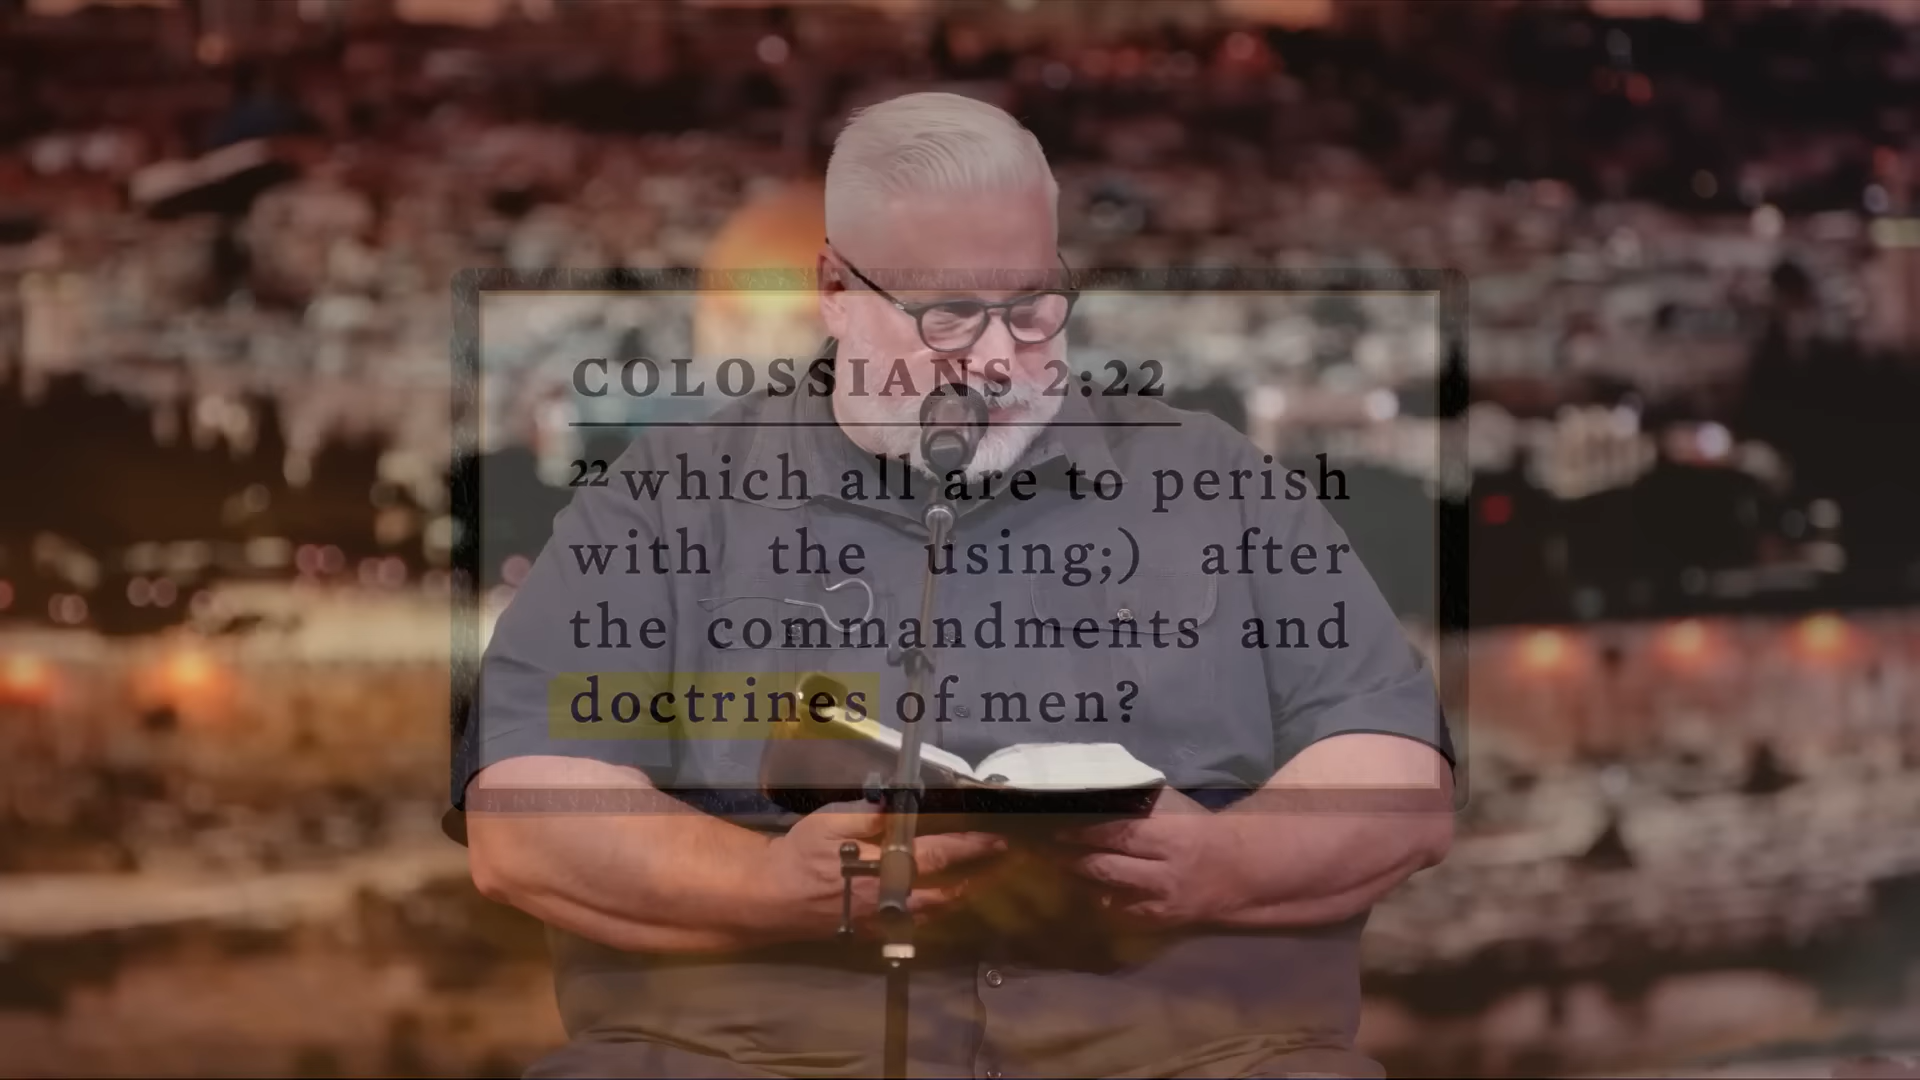 COLOSSIANS 2:22
22 which all are to perish
with the using;) after
the commandments and
doctrines of men?